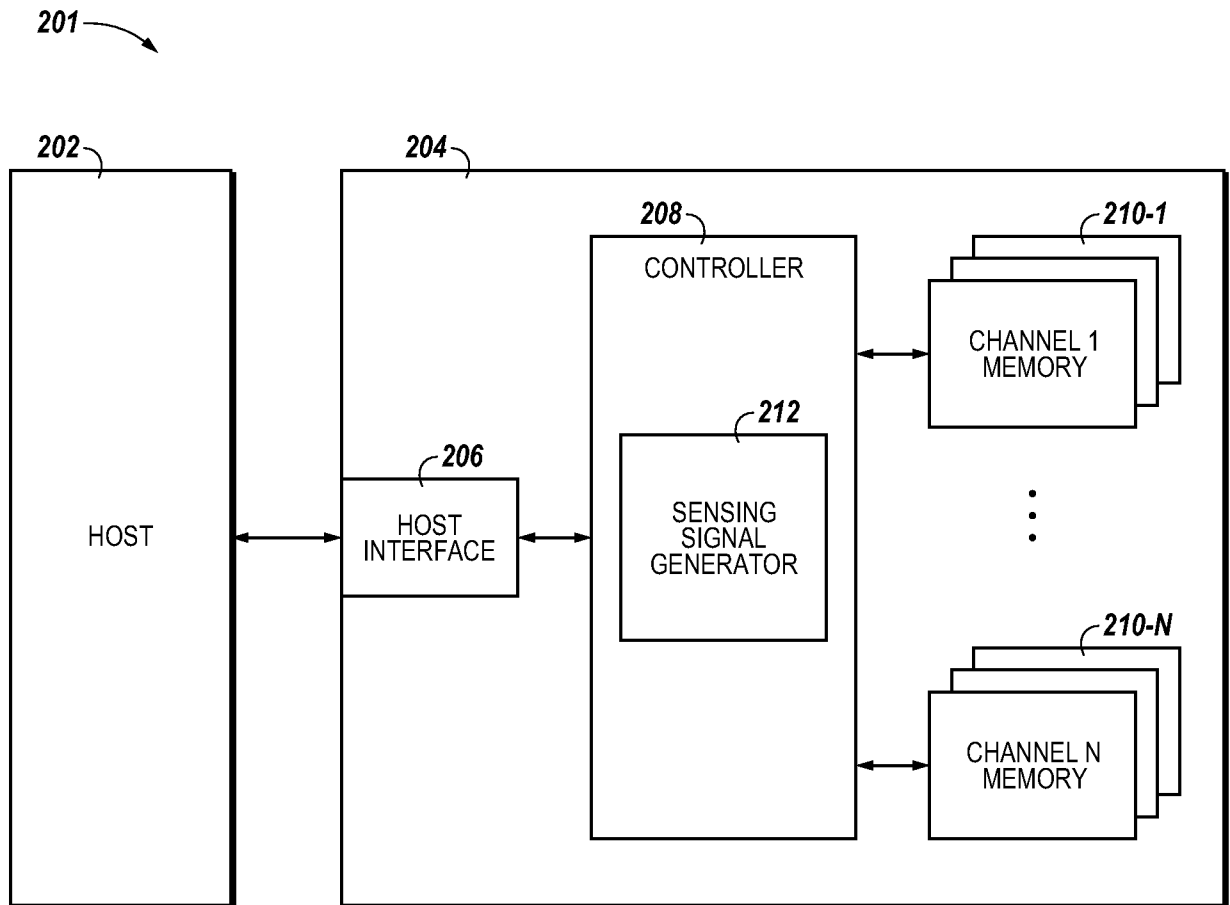 201
202
204
208
210-1
CONTROLLER
CHANNEL 1
MEMORY
212
206
HOST
HOST
INTERFACE
SENSING
SIGNAL
GENERATOR
210-N
CHANNEL N
MEMORY